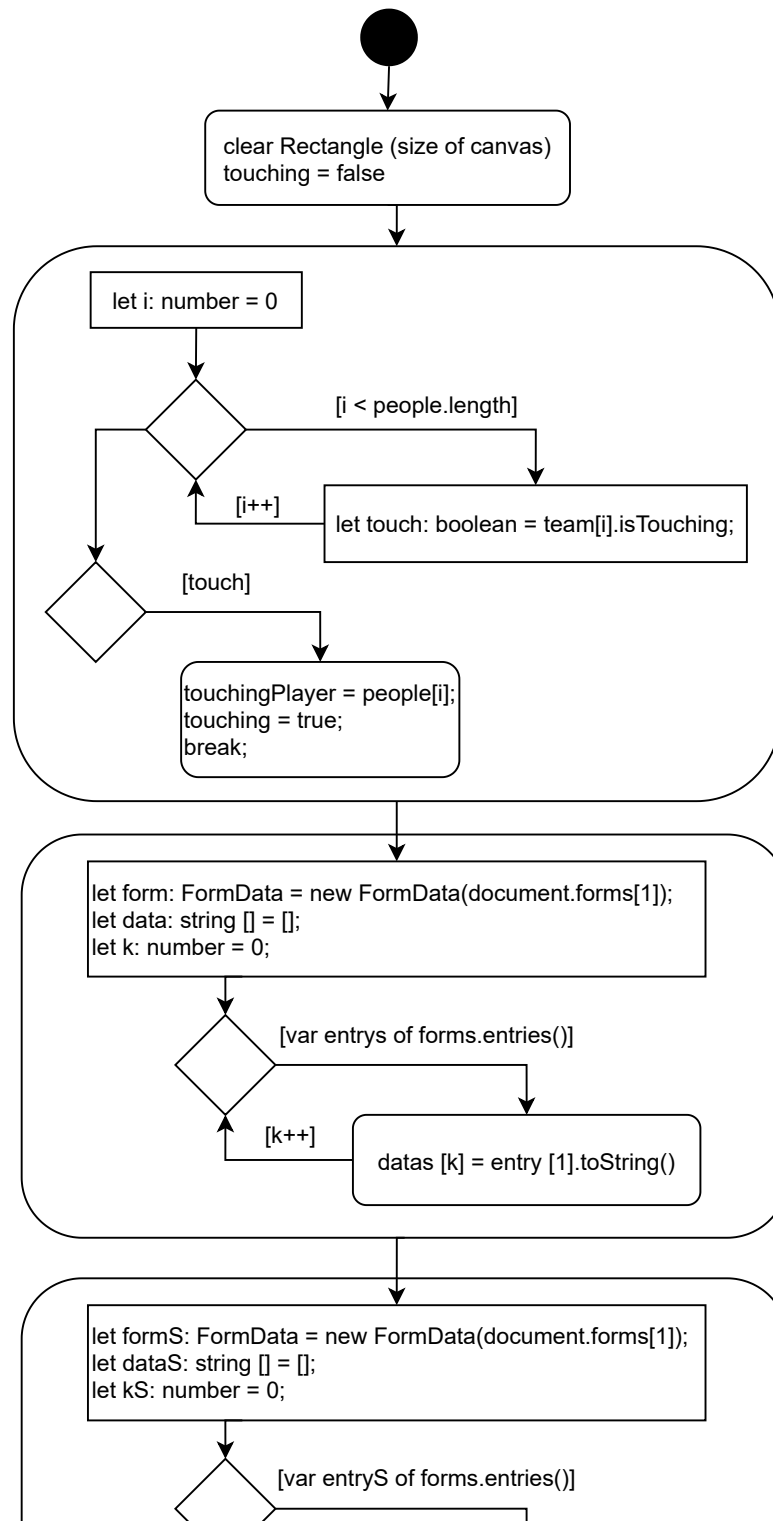 clear Rectangle (size of canvas)
touching = false
let i: number = 0
[i < people.length]
[i++]
let touch: boolean = team[i].isTouching;
[touch]
touchingPlayer = people[i];
touching = true;
break;
let form: FormData = new FormData(document.forms[1]);
let data: string [] = [];
let k: number = 0;
[var entrys of forms.entries()]
[k++]
datas [k] = entry [1].toString()
let formS: FormData = new FormData(document.forms[1]);
let dataS: string [] = [];
let kS: number = 0;
[var entryS of forms.entries()]